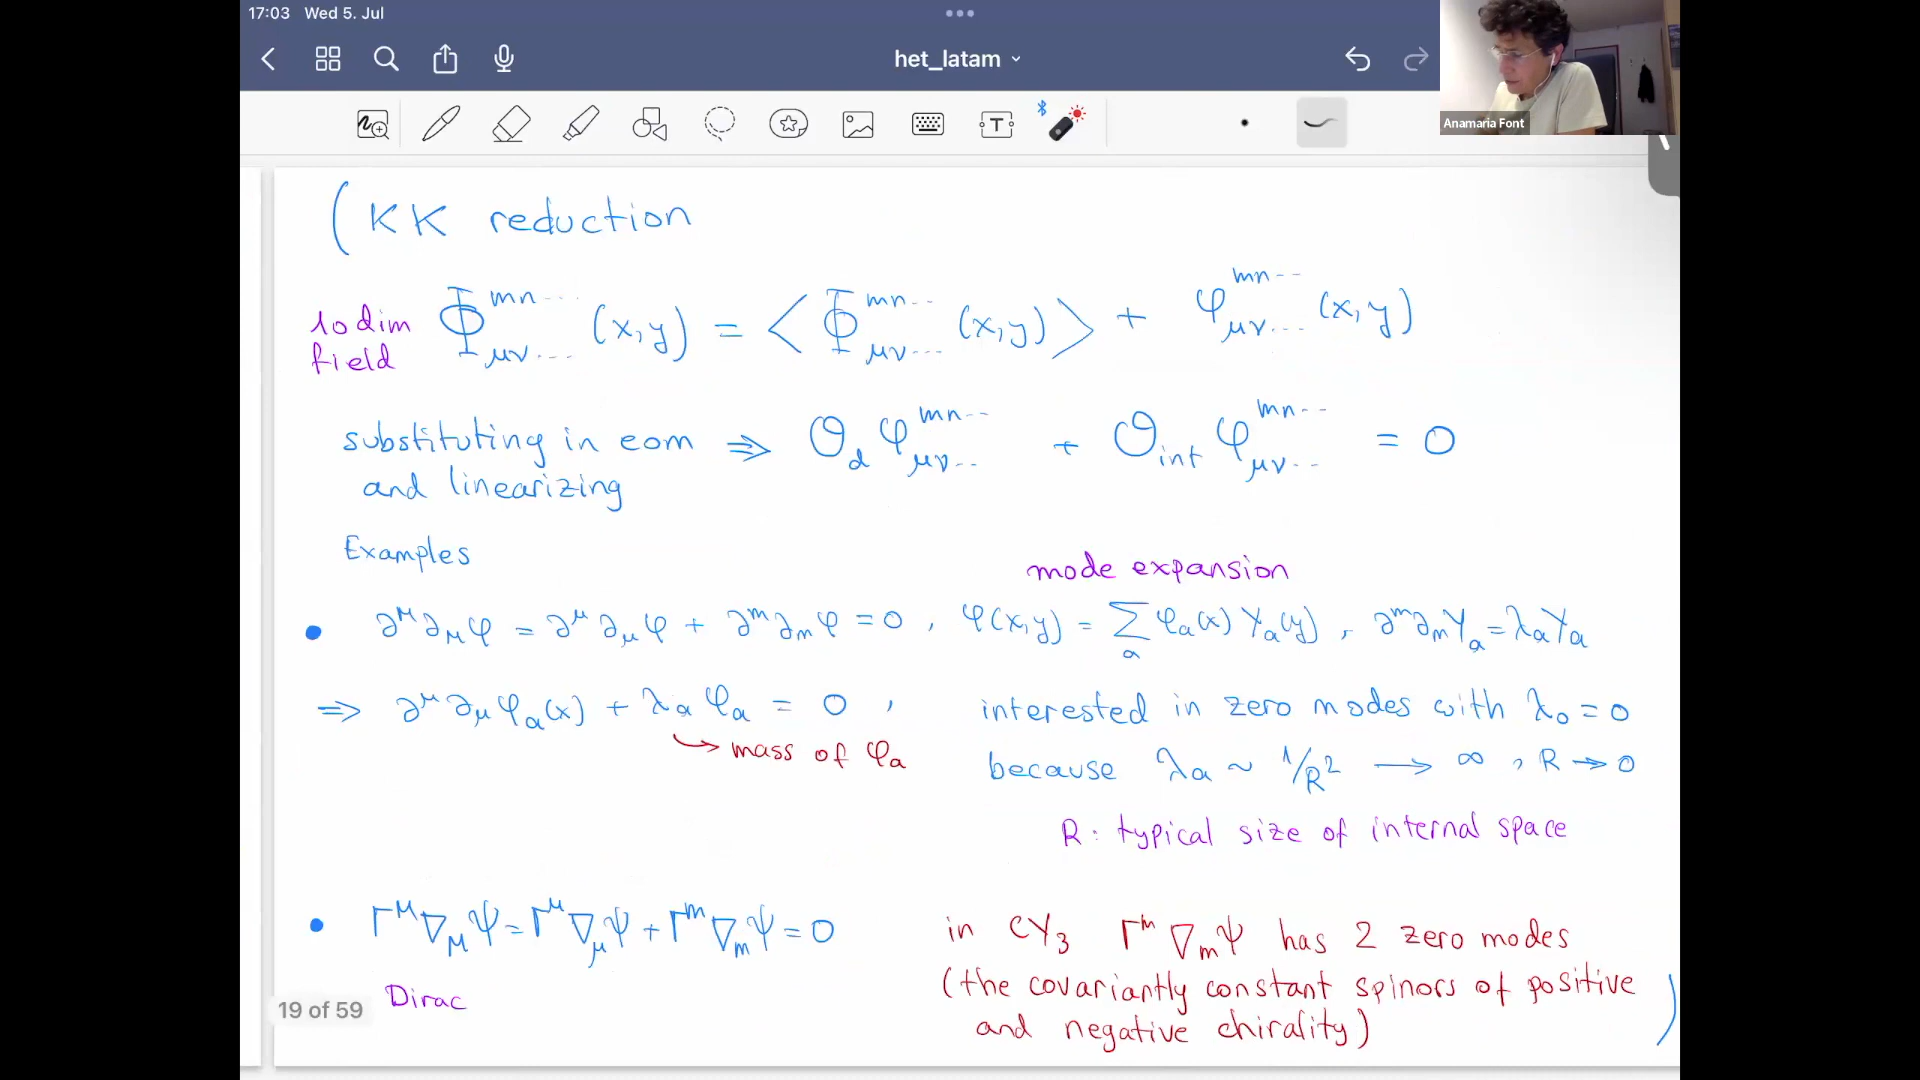 17:03 Wed 5. Jul
het_latam
Anamaria Font
( KK reduction
10 dim field Φ^{mn...}_{μν...} (x,y) = ⟨ Φ^{mn...}_{μν...} (x,y) ⟩ + φ^{mn...}_{μν...} (x,y)
substituting in eom ⇒ O_d φ^{mn...}_{μν...} + O_int φ^{mn...}_{μν...} = 0
and linearizing
Examples
mode expansion
• ∂^M ∂_M φ = ∂^μ ∂_μ φ + ∂^m ∂_m φ = 0 , φ(x,y) = Σ_a φ_a(x) Y_a(y) , ∂^m ∂_m Y_a = λ_a Y_a
⇒ ∂^μ ∂_μ φ_a(x) + λ_a φ_a = 0 , interested in zero modes with λ_0 = 0
→ mass of φ_a
because λ_a ~ 1/R² → ∞ , R → 0
R: typical size of internal space
• Γ^M ∇_M ψ = Γ^μ ∇_μ ψ + Γ^m ∇_m ψ = 0
Dirac
in CY_3 Γ^m ∇_m ψ has 2 zero modes
(the covariantly constant spinors of positive
and negative chirality) )
19 of 59